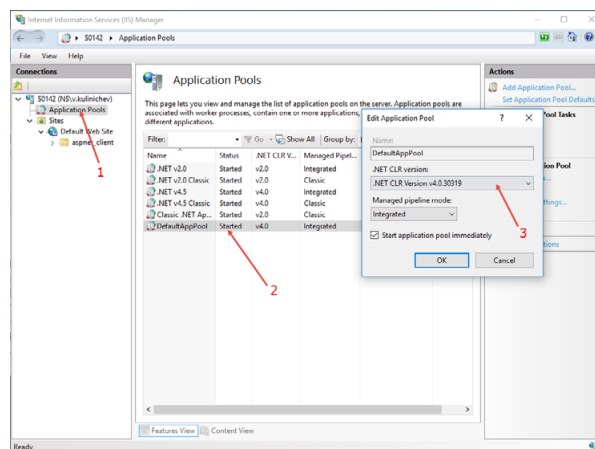 Internet Information Services (IIS) Manager
S0142 Application Pools
File View Help
Connections
S0142 (NS\v.kulinichev)
Application Pools
Sites
Default Web Site
aspnet_client
1
Application Pools
This page lets you view and manage the list of application pools on the server. Application pools are
associated with worker processes, contain one or more applications,
different applications.
Filter: Go Show All Group by:
Name Status .NET CLR V... Managed Pipel...
.NET v2.0 Started v2.0 Integrated
.NET v2.0 Classic Started v2.0 Classic
.NET v4.5 Started v4.0 Integrated
.NET v4.5 Classic Started v4.0 Classic
Classic .NET Ap... Started v2.0 Classic
DefaultAppPool Started v4.0 Integrated
2
Edit Application Pool
Name:
DefaultAppPool
.NET CLR version:
.NET CLR Version v4.0.30319
Managed pipeline mode:
Integrated
Start application pool immediately
3
OK Cancel
Actions
Add Application Pool...
Set Application Pool Defaults
Pool Tasks
ion Pool
ttings...
tions
Features View Content View
Ready